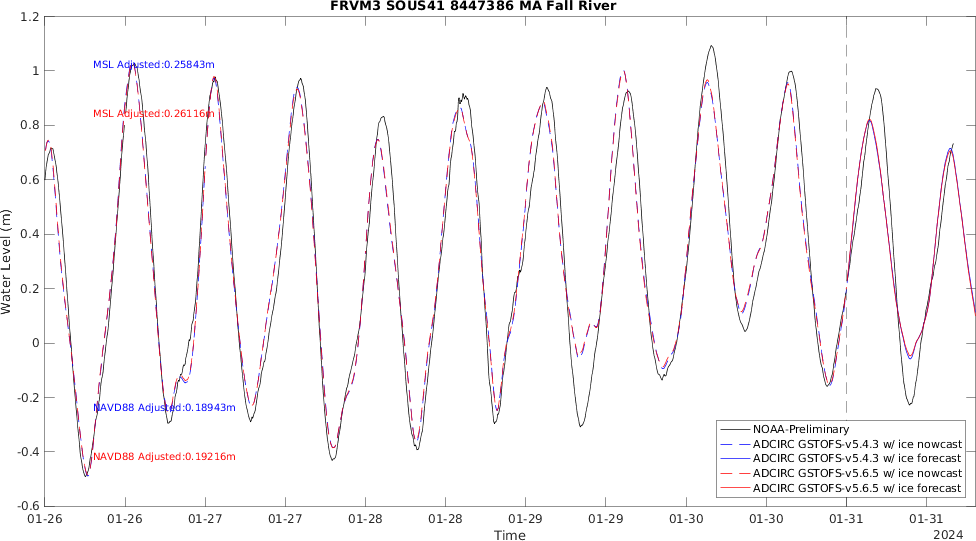 FRVM3 SOUS41 8447386 MA Fall River
1.2
1
0.8
0.6
0.4
0.2
0
-0.2
-0.4
-0.6
Water Level (m)
MSL Adjusted:0.25843m
MSL Adjusted:0.26116m
NAVD88 Adjusted:0.18943m
NAVD88 Adjusted:0.19216m
NOAA-Preliminary
ADCIRC GSTOFS-v5.4.3 w/ ice nowcast
ADCIRC GSTOFS-v5.4.3 w/ ice forecast
ADCIRC GSTOFS-v5.6.5 w/ ice nowcast
ADCIRC GSTOFS-v5.6.5 w/ ice forecast
01-26 01-26 01-27 01-27 01-28 01-28 01-29 01-29 01-30 01-30 01-31 01-31
2024
Time